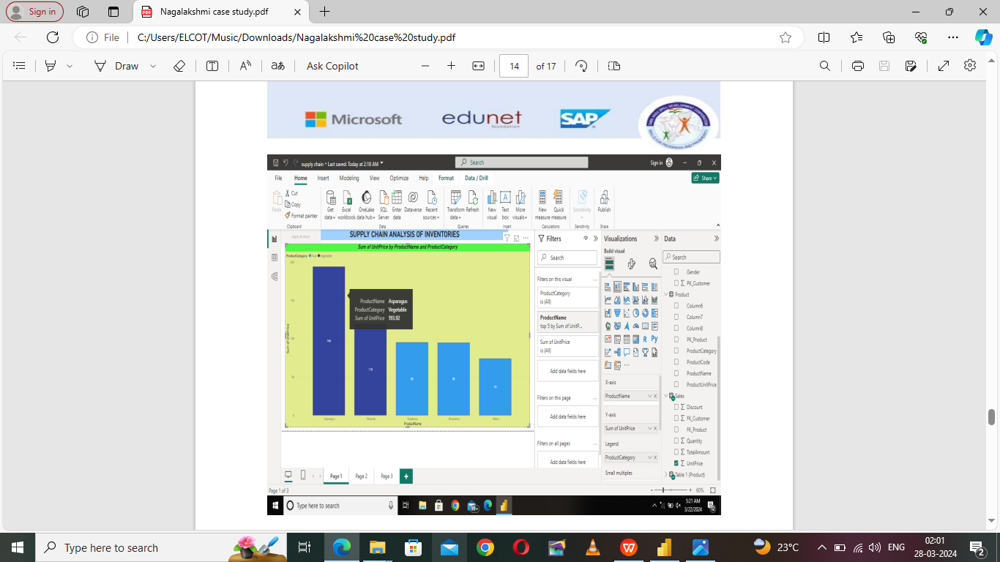 Sign in
Nagalakshmi case study.pdf
File
C:/Users/ELCOT/Music/Downloads/Nagalakshmi%20case%20study.pdf
Draw
Ask Copilot
14
of 17
Microsoft
edunet
foundation
SAP
supply chain • Last saved: Today at 2:18 AM
Search
Sign in
File Home Insert Modeling View Optimize Help Format Data / Drill
Share
Paste
Cut
Copy
Format painter
Get data
Excel workbook
OneLake data hub
SQL Server
Enter data
Dataverse
Recent sources
Transform data
Refresh
New visual
Text box
More visuals
New measure
Quick measure
Sensitivity
Publish
Clipboard
Data
Queries
Insert
Calculations
Sensitivity
Share
SUPPLY CHAIN ANALYSIS OF INVENTORIES
Sum of UnitPrice by ProductName and ProductCategory
ProductCategory Fruit Vegetable
200
150
100
50
0
Sum of UnitPrice
194
ProductName Asparagus
ProductCategory Vegetable
Sum of UnitPrice 193.92
Asparagus
Strawberry
ProductName
Filters
Search
Filters on this visual
ProductCategory
is (All)
ProductName
top 5 by Sum of UnitP...
Sum of UnitPrice
is (All)
Add data fields here
Filters on this page
Add data fields here
Filters on all pages
Add data fields here
Visualizations
Build visual
X-axis
ProductName
Y-axis
Sum of UnitPrice
Legend
ProductCategory
Small multiples
Data
Search
Gender
PK_Customer
Product
Column6
Column7
Column8
PK_Product
ProductCategory
ProductCode
ProductName
ProductUnitPrice
Sales
Discount
FK_Customer
FK_Product
Quantity
TotalAmount
UnitPrice
Table 1 (Product)
Page 1
Page 2
Page 3
Page 1 of 3
60%
Type here to search
99+
5:21 AM
3/22/2024
Type here to search
23°C
ENG
02:01
28-03-2024
2